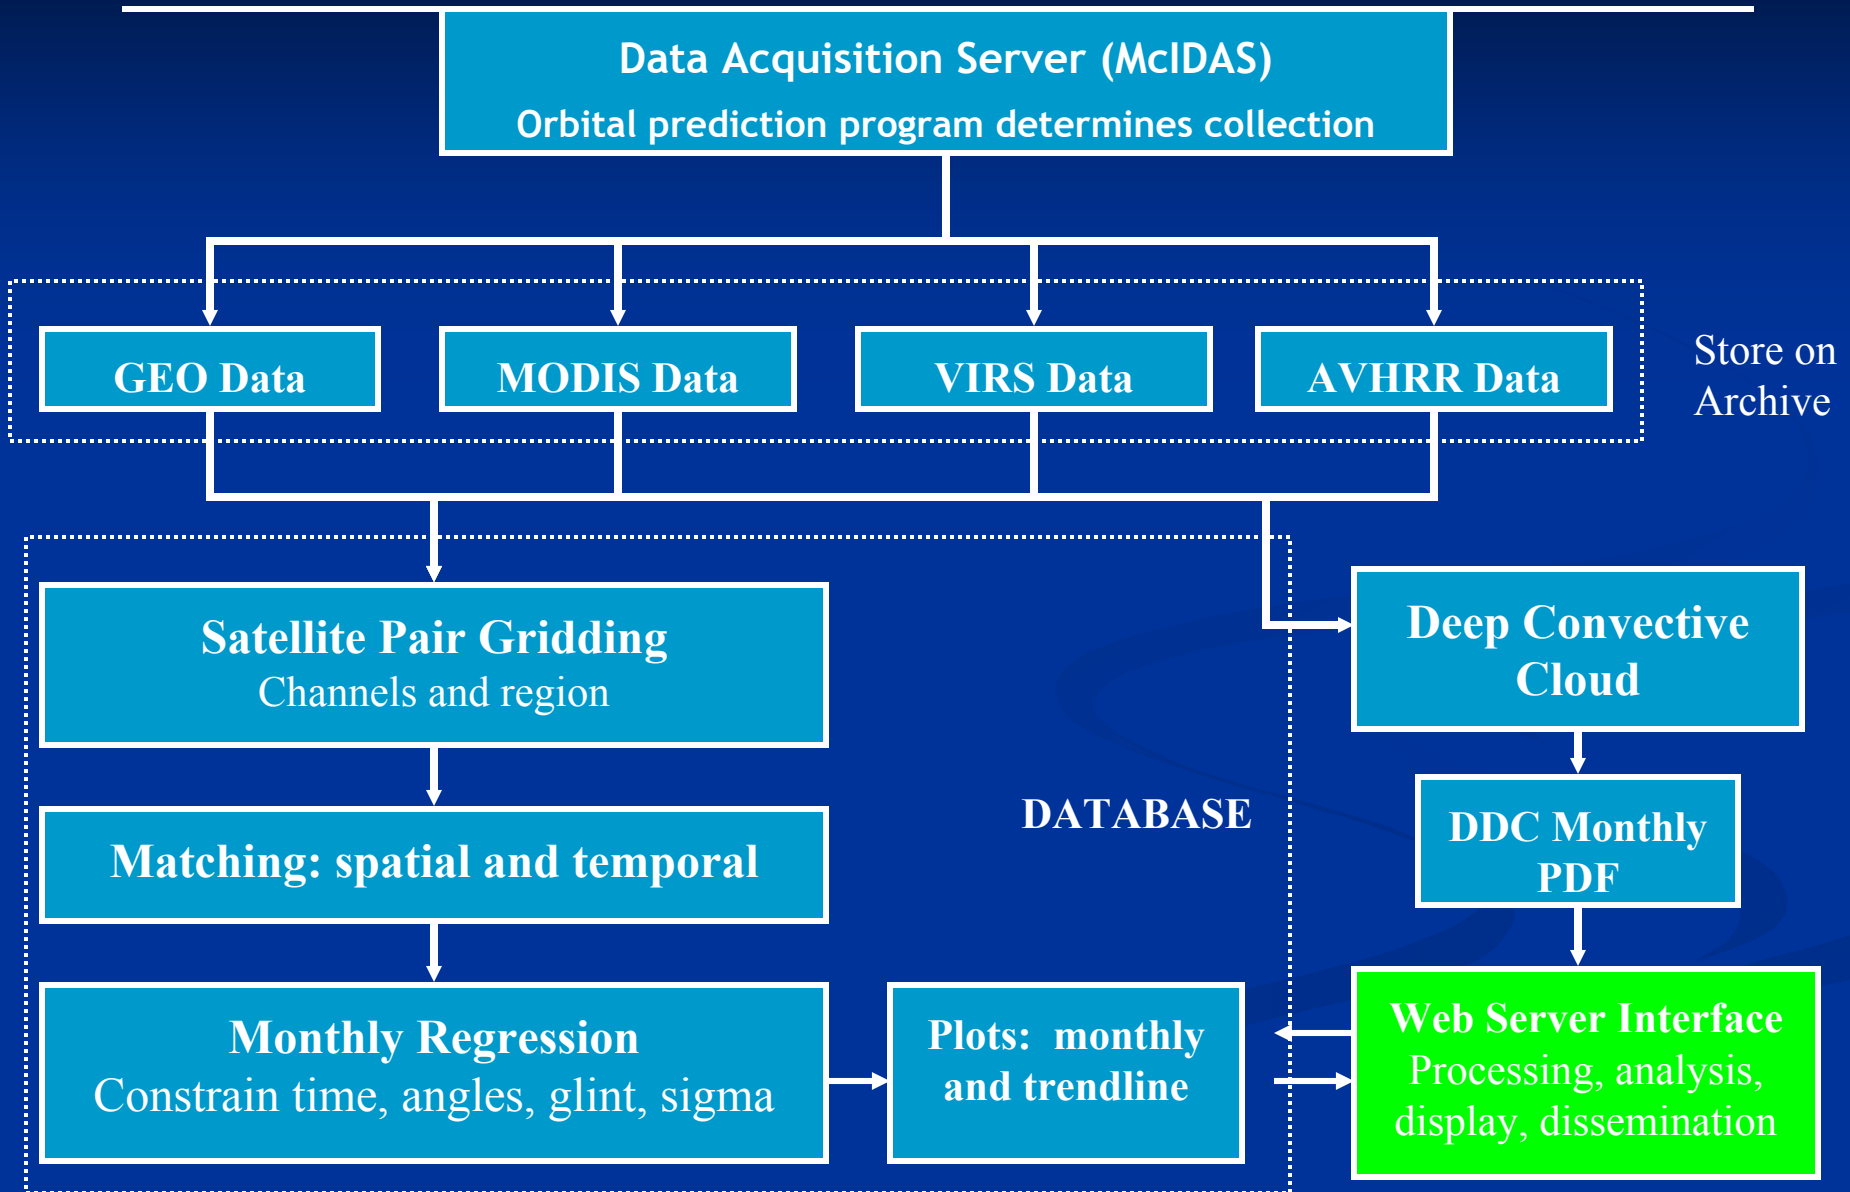 Data Acquisition Server (McIDAS)
Orbital prediction program determines collection
GEO Data
MODIS Data
VIRS Data
AVHRR Data
Store on
Archive
Satellite Pair Gridding
Channels and region
Deep Convective
Cloud
Matching: spatial and temporal
DATABASE
DDC Monthly
PDF
Monthly Regression
Constrain time, angles, glint, sigma
Plots:  monthly
and trendline
Web Server Interface
Processing, analysis,
display, dissemination